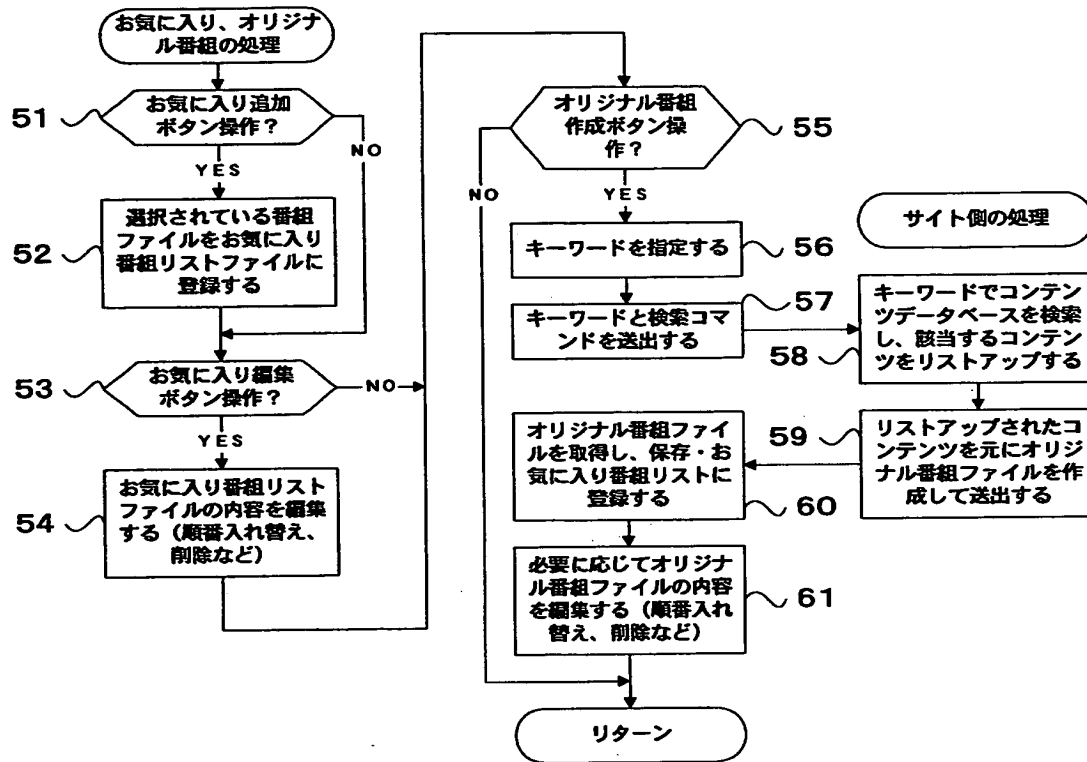 お気に入り、オリジナ
ル番組の処理
51
お気に入り追加
ボタン操作？
NO
YES
52
選択されている番組
ファイルをお気に入り
番組リストファイルに
登録する
53
お気に入り編集
ボタン操作？
NO
YES
54
お気に入り番組リスト
ファイルの内容を編集
する（順番入れ替え、
削除など）
オリジナル番組
作成ボタン操
作？
55
NO
YES
キーワードを指定する
56
キーワードと検索コマ
ンドを送出する
57
サイト側の処理
キーワードでコンテン
ツデータベースを検索
し、該当するコンテン
ツをリストアップする
58
59
リストアップされたコ
ンテンツを元にオリジ
ナル番組ファイルを作
成して送出する
オリジナル番組ファイ
ルを取得し、保存・お
気に入り番組リストに
登録する
60
必要に応じてオリジナ
ル番組ファイルの内容
を編集する（順番入れ
替え、削除など）
61
リターン